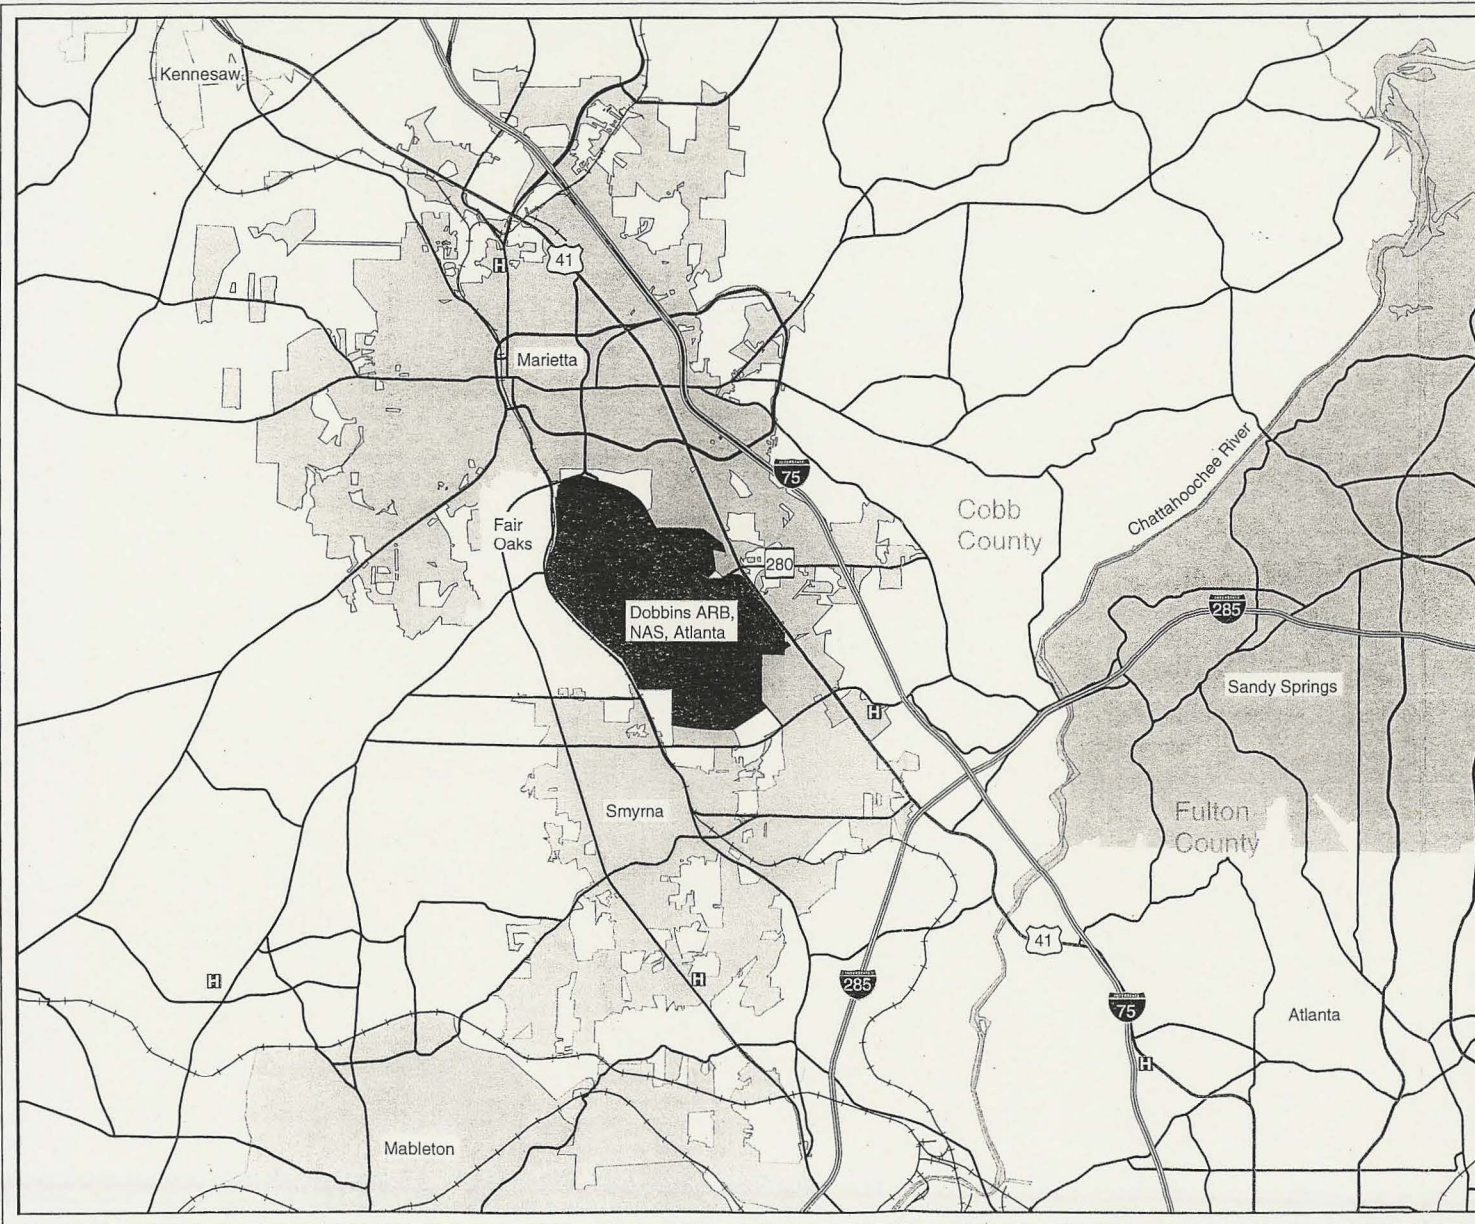 Kennesaw
H
41
Marietta
75
Cobb
County
Chattahoochee River
Fair
Oaks
280
Dobbins ARB,
NAS, Atlanta
285
Sandy Springs
H
Smyrna
Fulton
County
41
H
H
285
75
Atlanta
H
Mableton